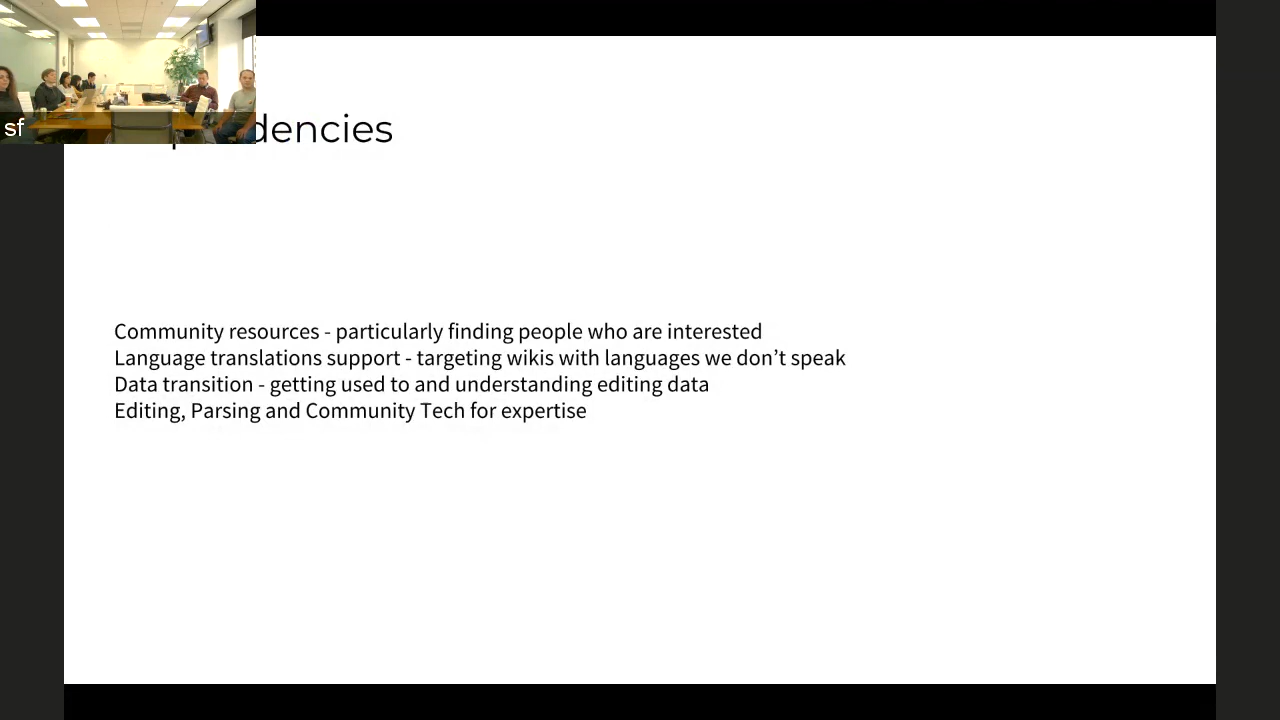 sf
dencies
Community resources - particularly finding people who are interested
Language translations support - targeting wikis with languages we don’t speak
Data transition - getting used to and understanding editing data
Editing, Parsing and Community Tech for expertise